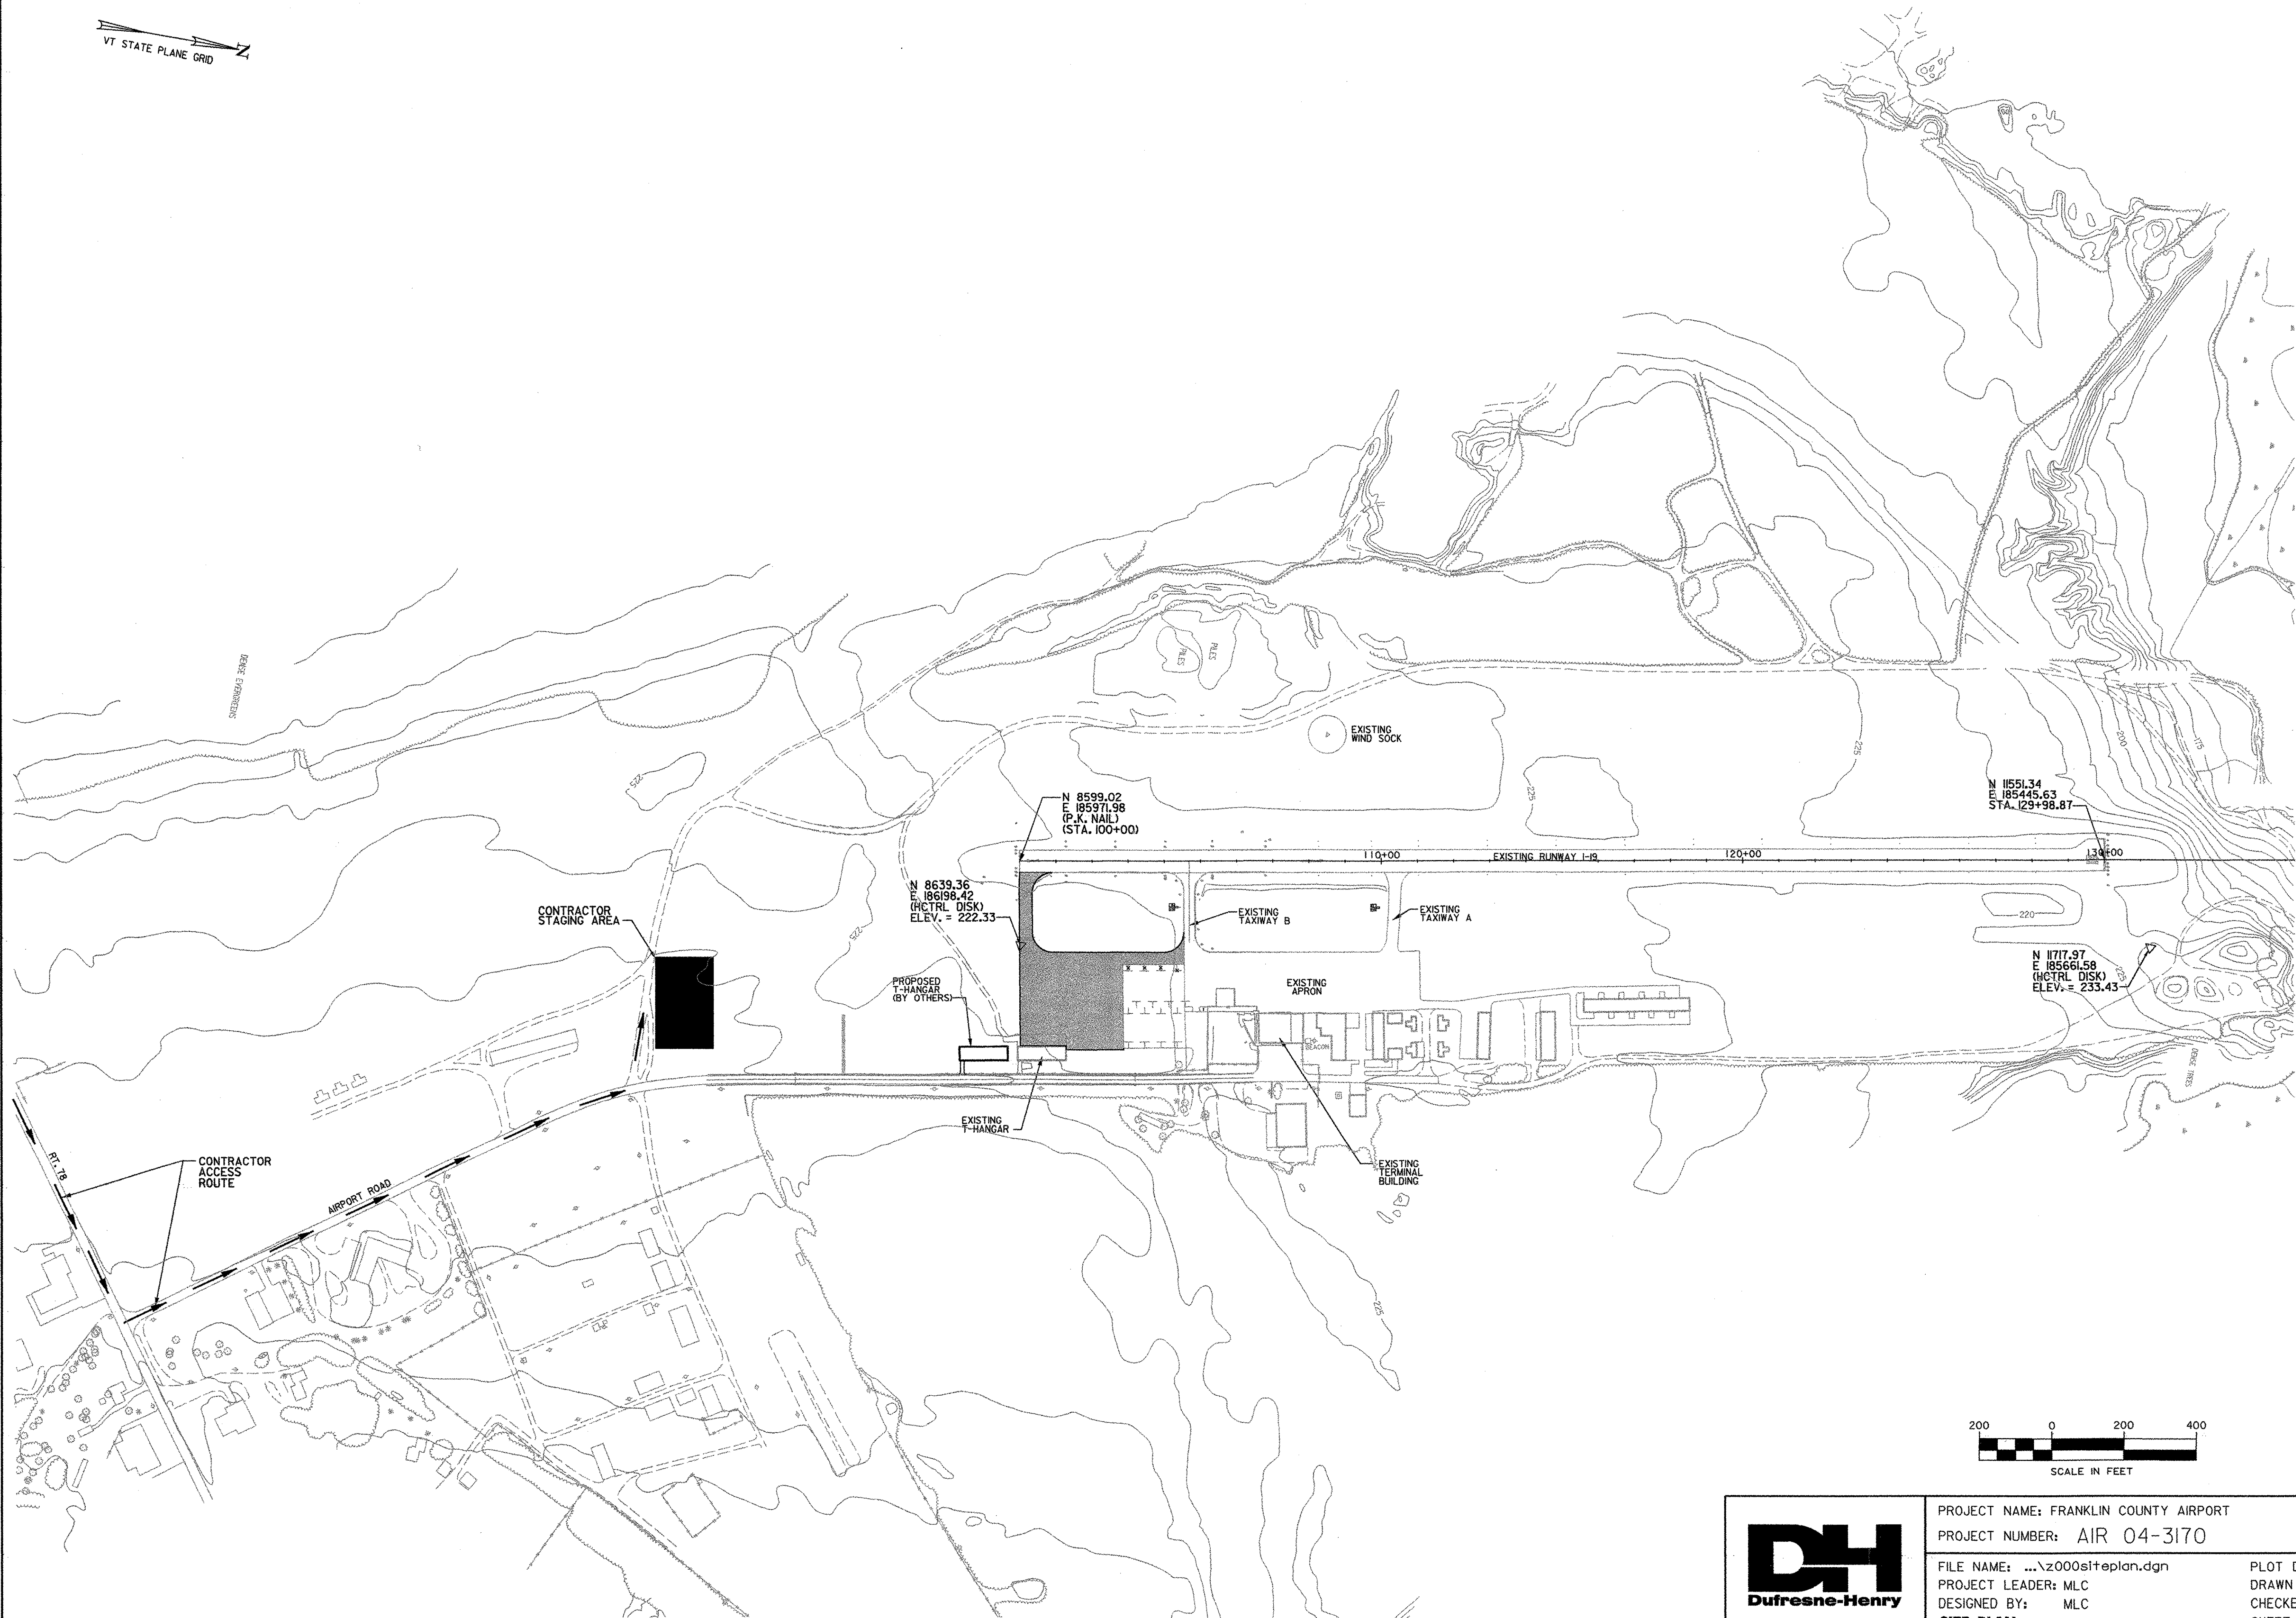 VT STATE PLANE GRID
N
DENSE EVERGREENS
225
PILES
PILES
EXISTING
WIND SOCK
225
225
200
175
N 8599.02
E 185971.98
(P.K. NAIL)
(STA. 100+00)
N 11551.34
E 185445.63
STA. 129+98.87
110+00
EXISTING RUNWAY 1-19
120+00
130+00
N 8639.36
E 186198.42
(HCTRL DISK)
ELEV. = 222.33
CONTRACTOR
STAGING AREA
225
EXISTING
TAXIWAY B
EXISTING
TAXIWAY A
220
N 11717.97
E 185661.58
(HCTRL DISK)
ELEV. = 233.43
225
PROPOSED
T-HANGAR
(BY OTHERS)
EXISTING
APRON
BEACON
DENSE TREES
EXISTING
T-HANGAR
EXISTING
TERMINAL
BUILDING
RT. 78
CONTRACTOR
ACCESS
ROUTE
AIRPORT ROAD
225
200 0 200 400
SCALE IN FEET
DH
Dufresne-Henry
PROJECT NAME: FRANKLIN COUNTY AIRPORT
PROJECT NUMBER: AIR 04-3170
FILE NAME: ...\z000siteplan.dgn
PLOT D
PROJECT LEADER: MLC
DRAWN
DESIGNED BY: MLC